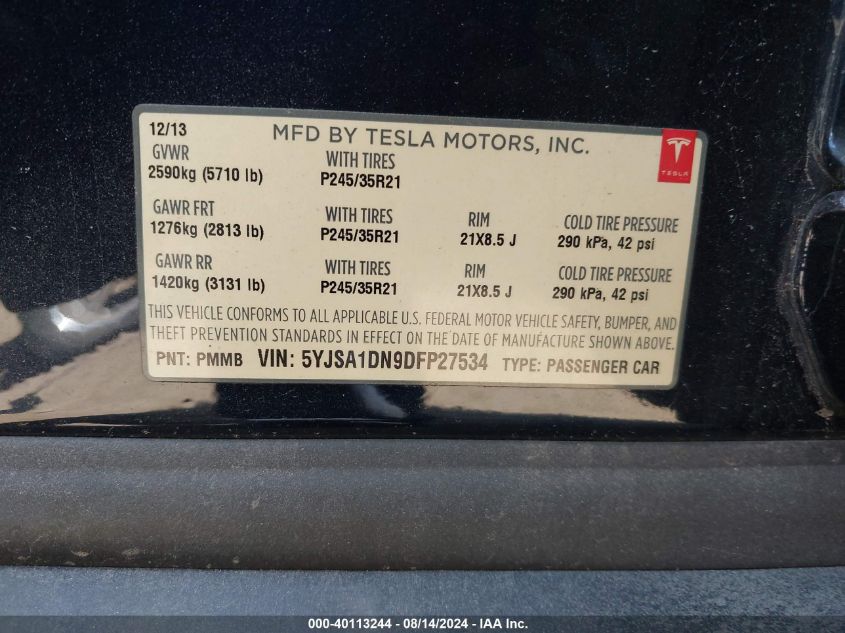 12/13 MFD BY TESLA MOTORS, INC.
GVWR WITH TIRES
2590kg (5710 lb) P245/35R21
TESLA
GAWR FRT WITH TIRES RIM COLD TIRE PRESSURE
1276kg (2813 lb) P245/35R21 21X8.5 J 290 kPa, 42 psi
GAWR RR WITH TIRES RIM COLD TIRE PRESSURE
1420kg (3131 lb) P245/35R21 21X8.5 J 290 kPa, 42 psi
THIS VEHICLE CONFORMS TO ALL APPLICABLE U.S. FEDERAL MOTOR VEHICLE SAFETY, BUMPER, AND
THEFT PREVENTION STANDARDS IN EFFECT ON THE DATE OF MANUFACTURE SHOWN ABOVE.
PNT: PMMB VIN: 5YJSA1DN9DFP27534 TYPE: PASSENGER CAR
000-40113244 - 08/14/2024 - © IAA, Inc.